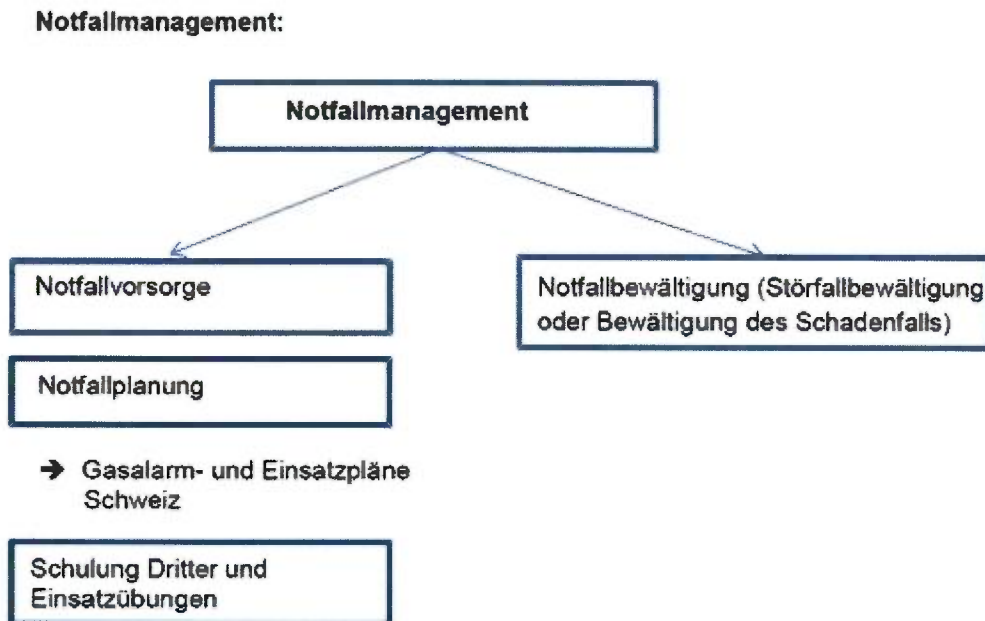 Notfallmanagement:
Notfallmanagement
Notfallvorsorge
Notfallbewältigung (Störfallbewältigung
oder Bewältigung des Schadenfalls)
Notfallplanung
➔ Gasalarm- und Einsatzpläne
Schweiz
Schulung Dritter und
Einsatzübungen